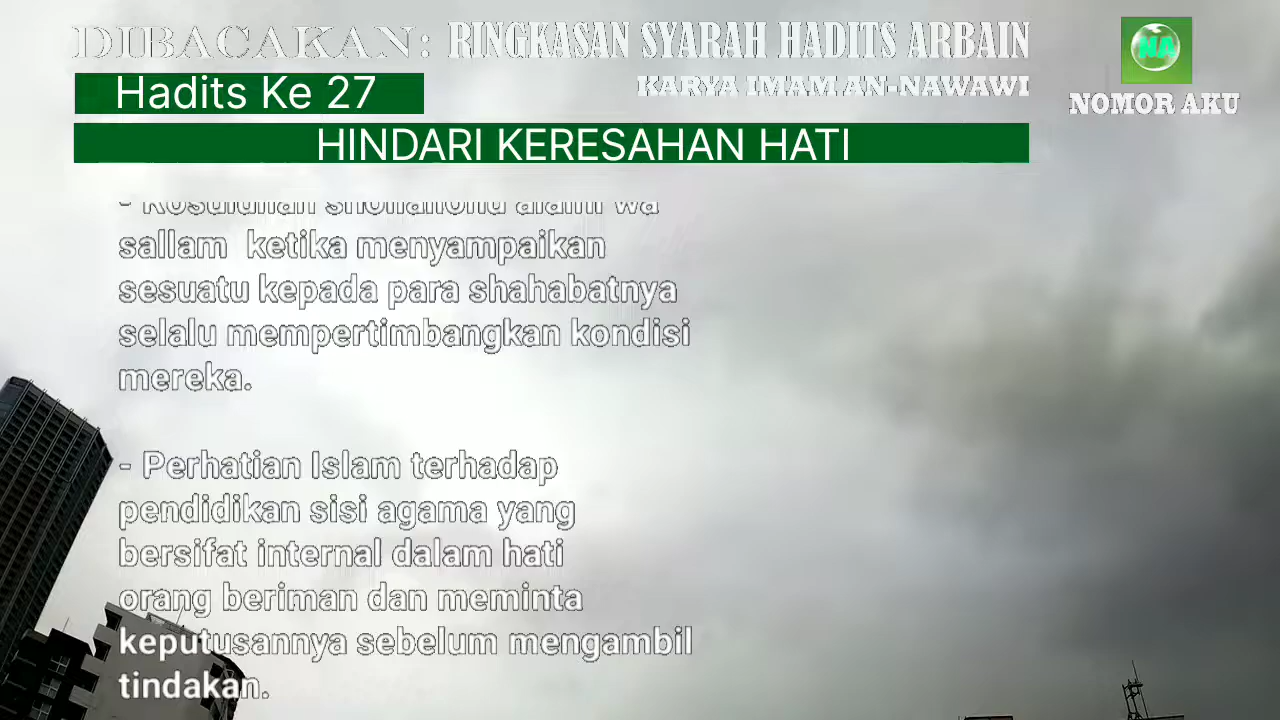 DIBACAKAN: RINGKASAN SYARAH HADITS ARBAIN
KARYA IMAM AN-NAWAWI
NA
NOMOR AKU
Hadits Ke 27
HINDARI KERESAHAN HATI
- wa
sallam ketika menyampaikan
sesuatu kepada para shahabatnya
selalu mempertimbangkan kondisi
mereka.
- Perhatian Islam terhadap
pendidikan sisi agama yang
bersifat internal dalam hati
orang beriman dan meminta
keputusannya sebelum mengambil
tindakan.